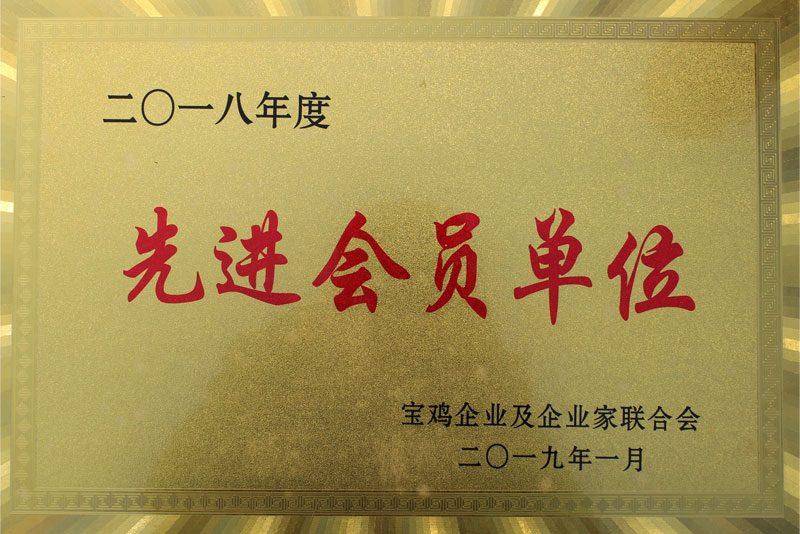 二〇一八年度
先进会员单位
宝鸡企业及企业家联合会
二〇一九年一月